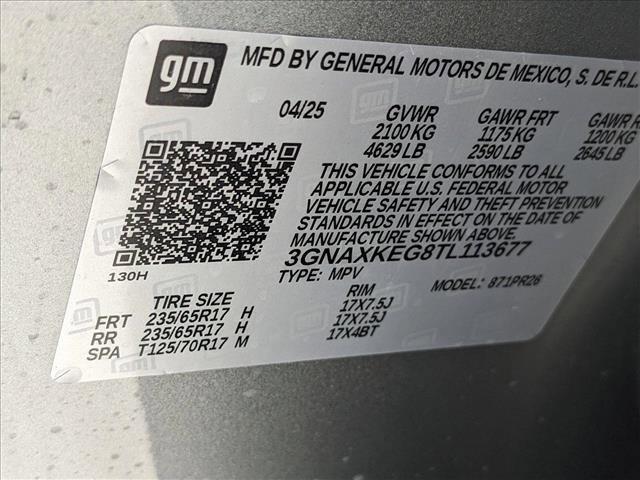 gm MFD BY GENERAL MOTORS DE MEXICO, S. DE R.L.
04/25 GVWR GAWR FRT GAWR R
2100 KG 1175 KG 1200 KG
4629 LB 2590 LB 2645 LB
THIS VEHICLE CONFORMS TO ALL
APPLICABLE U.S. FEDERAL MOTOR
VEHICLE SAFETY AND THEFT PREVENTION
STANDARDS IN EFFECT ON THE DATE OF
MANUFACTURE SHOWN ABOVE.
3GNAXKEG8TL113677
130H TYPE: MPV MODEL: 871PR26
TIRE SIZE RIM
FRT 235/65R17 H 17X7.5J
RR 235/65R17 H 17X7.5J
SPA T125/70R17 M 17X4BT